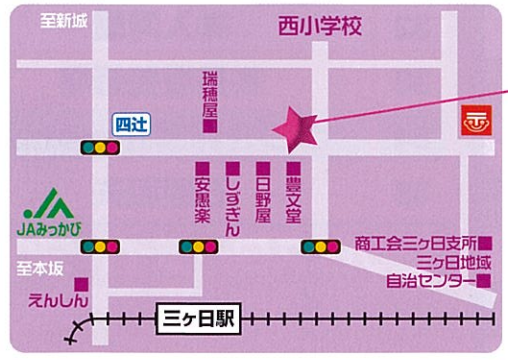 至新城
西小学校
瑞穂屋
四辻
安愚楽
しずぎん
日野屋
豊文堂
JAみっかび
至本坂
えんしん
商工会三ヶ日支所
三ヶ日地域
自治センター
三ヶ日駅